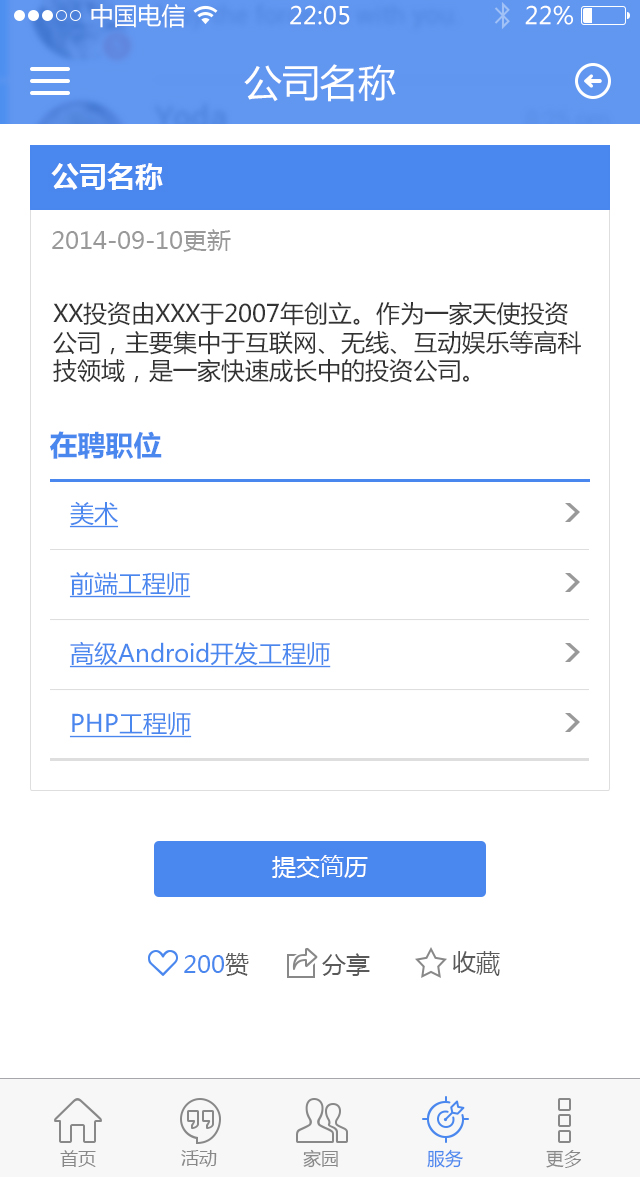 中国电信 22:05 22%
公司名称
公司名称
2014-09-10更新
XX投资由XXX于2007年创立。作为一家天使投资
公司，主要集中于互联网、无线、互动娱乐等高科
技领域，是一家快速成长中的投资公司。
在聘职位
美术
前端工程师
高级Android开发工程师
PHP工程师
提交简历
200赞 分享 收藏
首页 活动 家园 服务 更多